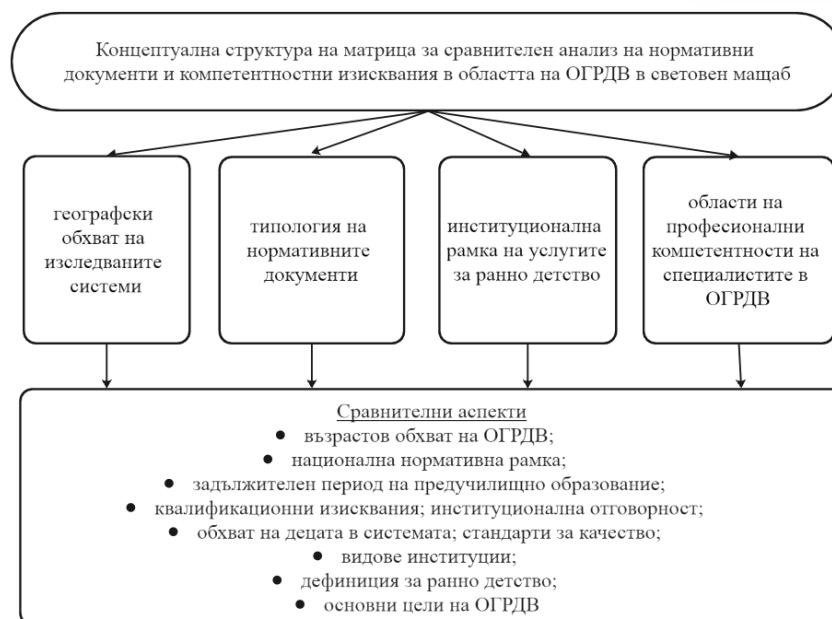 Концептуална структура на матрица за сравнителен анализ на нормативни
документи и компетентностни изисквания в областта на ОГРДВ в световен мащаб
географски
обхват на
изследваните
системи
типология на
нормативните
документи
институционална
рамка на услугите
за ранно детство
области на
професионални
компетентности на
специалистите в
ОГРДВ
Сравнителни аспекти
● възрастов обхват на ОГРДВ;
● национална нормативна рамка;
● задължителен период на предучилищно образование;
● квалификационни изисквания; институционална отговорност;
● обхват на децата в системата; стандарти за качество;
● видове институции;
● дефиниция за ранно детство;
● основни цели на ОГРДВ